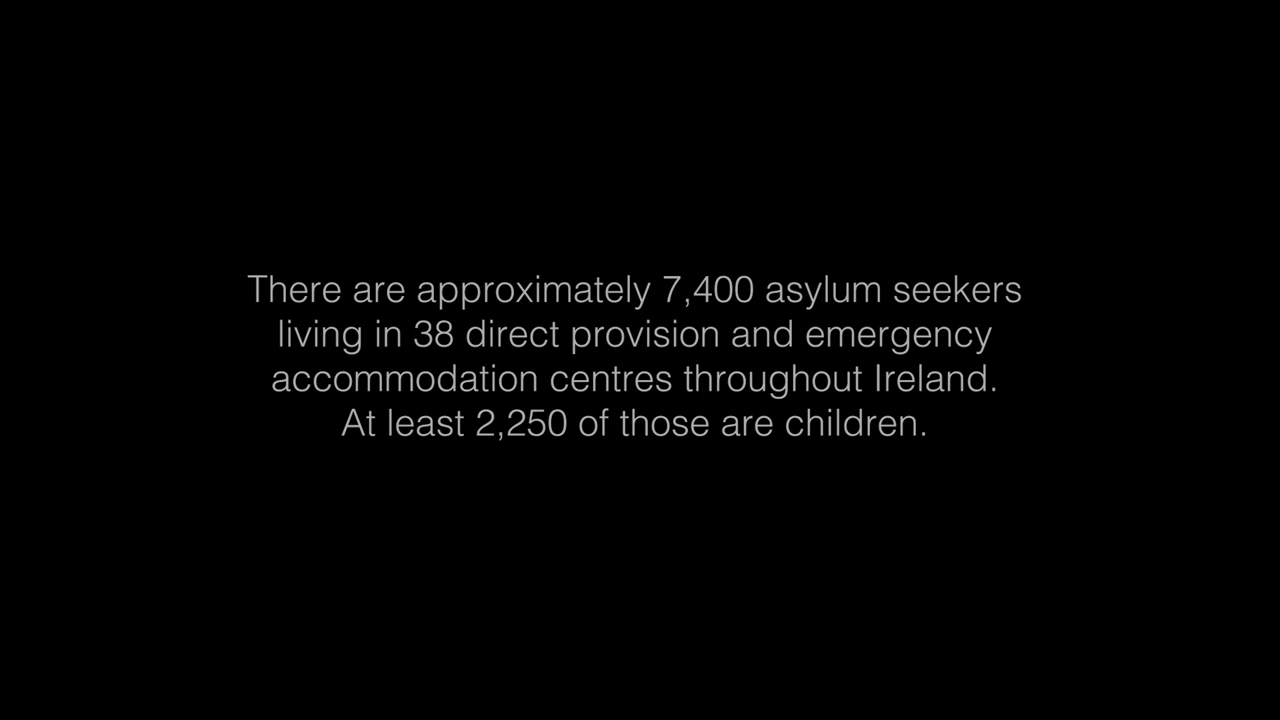 There are approximately 7,400 asylum seekers
living in 38 direct provision and emergency
accommodation centres throughout Ireland.
At least 2,250 of those are children.